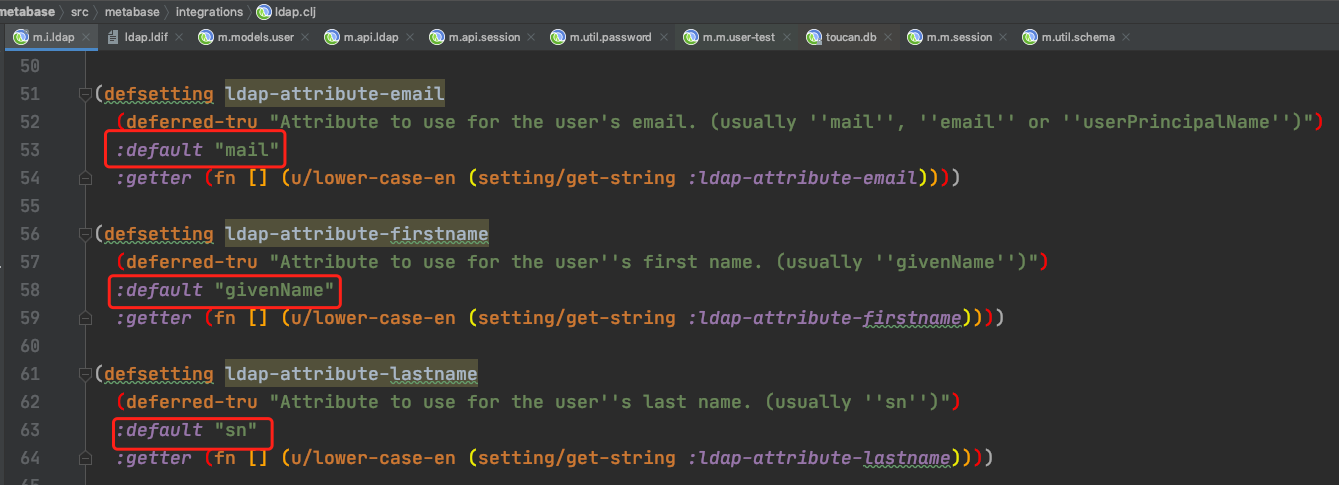 metabase › src › metabase › integrations › ldap.clj
m.i.ldap × ldap.ldif × m.models.user × m.api.ldap × m.api.session × m.util.password × m.m.user-test × toucan.db × m.m.session × m.util.schema ×
50
51 (defsetting ldap-attribute-email
52 (deferred-tru "Attribute to use for the user's email. (usually ''mail'', ''email'' or ''userPrincipalName'')")
53 :default "mail"
54 :getter (fn [] (u/lower-case-en (setting/get-string :ldap-attribute-email))))
55
56 (defsetting ldap-attribute-firstname
57 (deferred-tru "Attribute to use for the user''s first name. (usually ''givenName'')")
58 :default "givenName"
59 :getter (fn [] (u/lower-case-en (setting/get-string :ldap-attribute-firstname))))
60
61 (defsetting ldap-attribute-lastname
62 (deferred-tru "Attribute to use for the user''s last name. (usually ''sn'')")
63 :default "sn"
64 :getter (fn [] (u/lower-case-en (setting/get-string :ldap-attribute-lastname))))